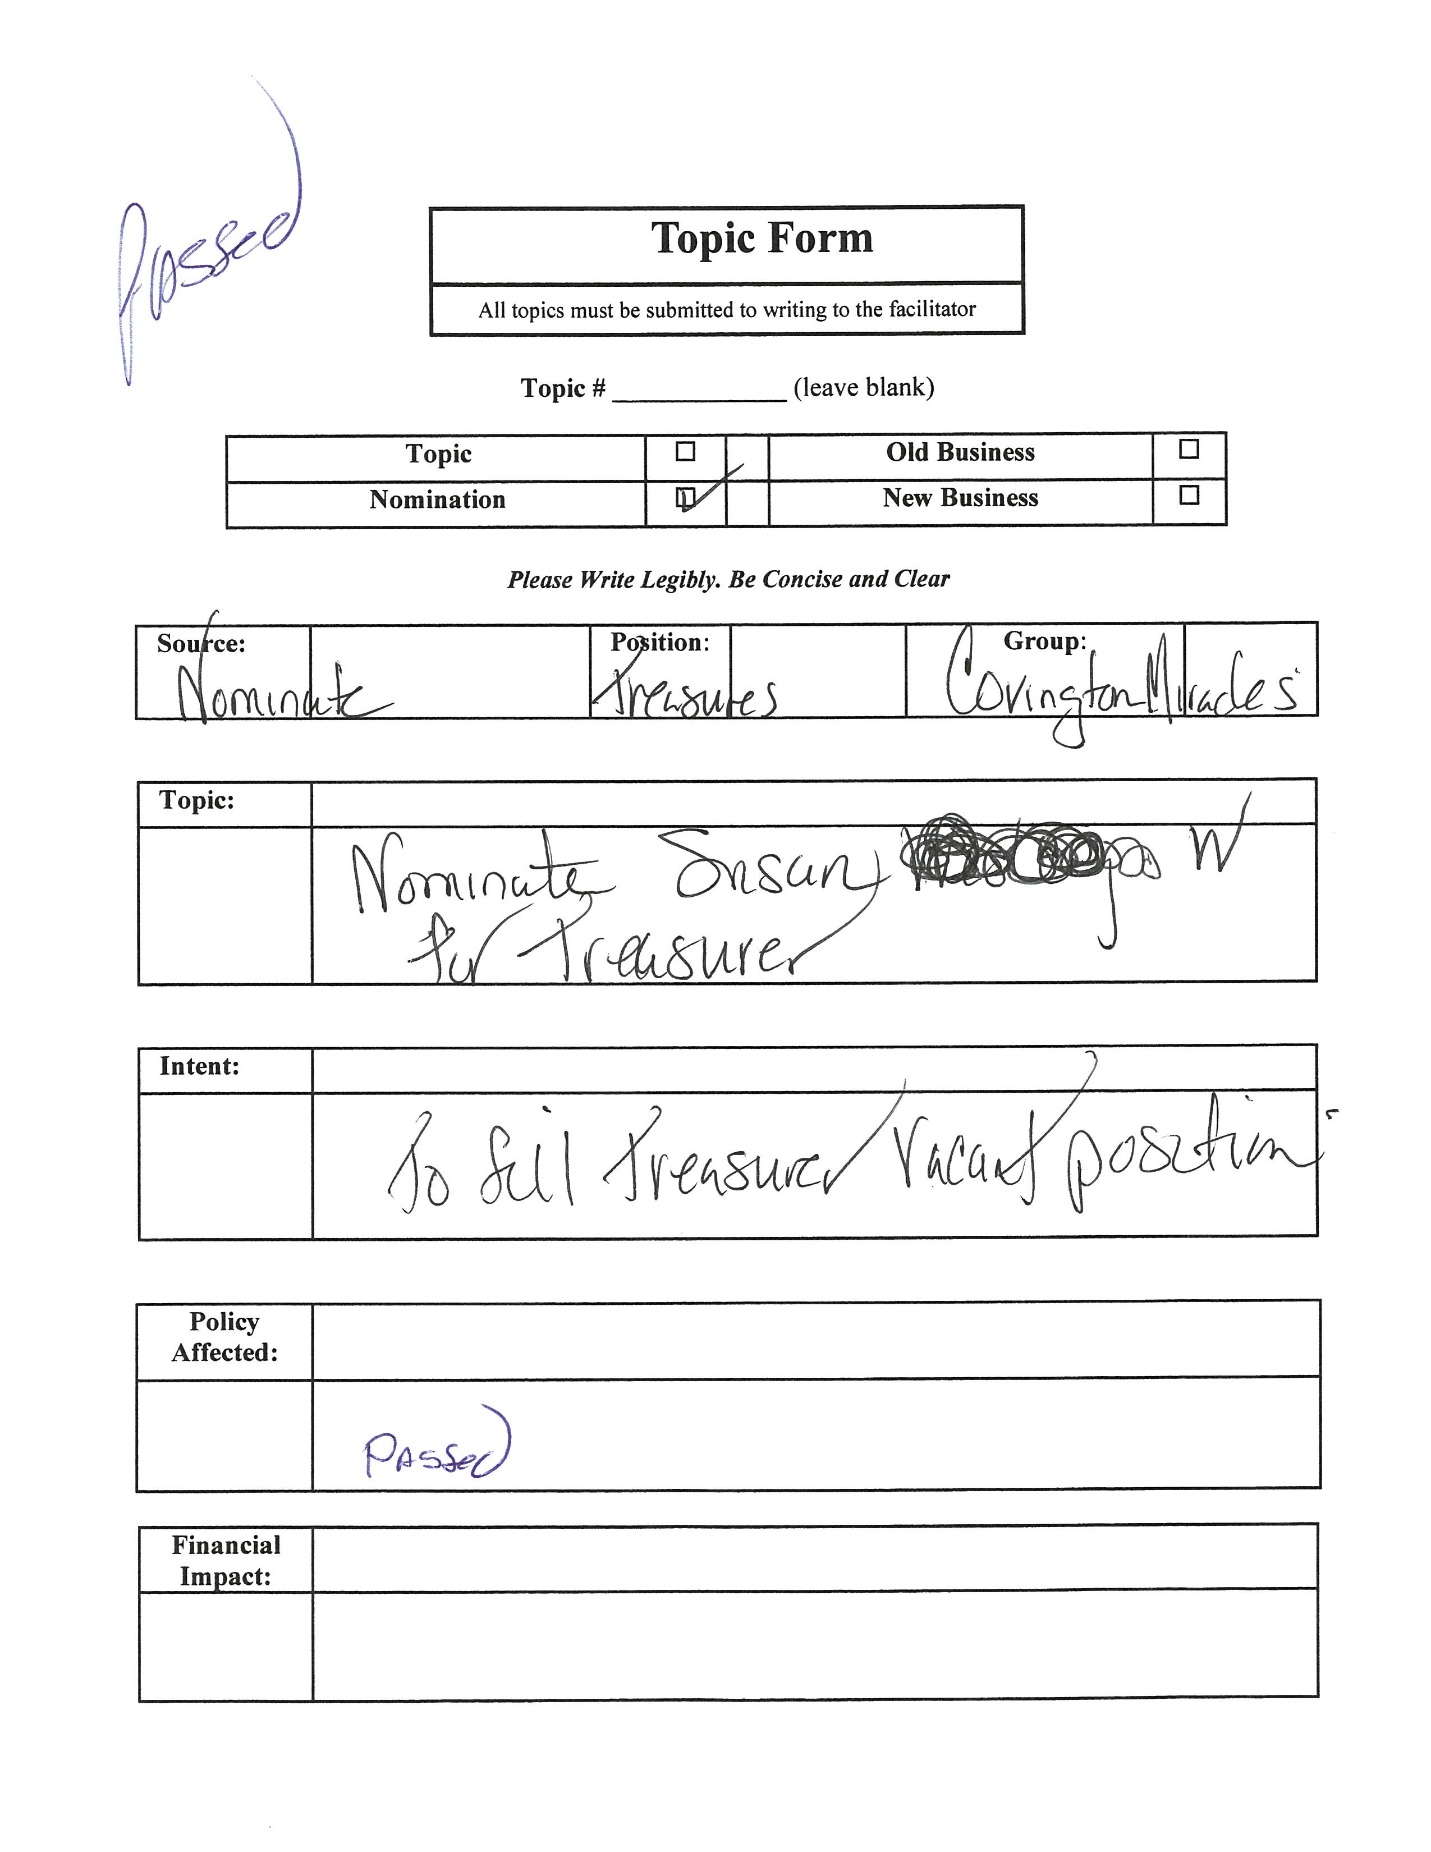 Passed
Topic Form
All topics must be submitted to writing to the facilitator
Topic # ____________ (leave blank)
Topic ☐ Old Business ☐
Nomination ☑ New Business ☐
Please Write Legibly. Be Concise and Clear
Source: Position: Group:
Nominate Treasures Covington Miracles
Topic:
Nominate Susan W
for Treasurer
Intent:
To fill Treasurer Vacant position
Policy
Affected:
PASSed
Financial
Impact: